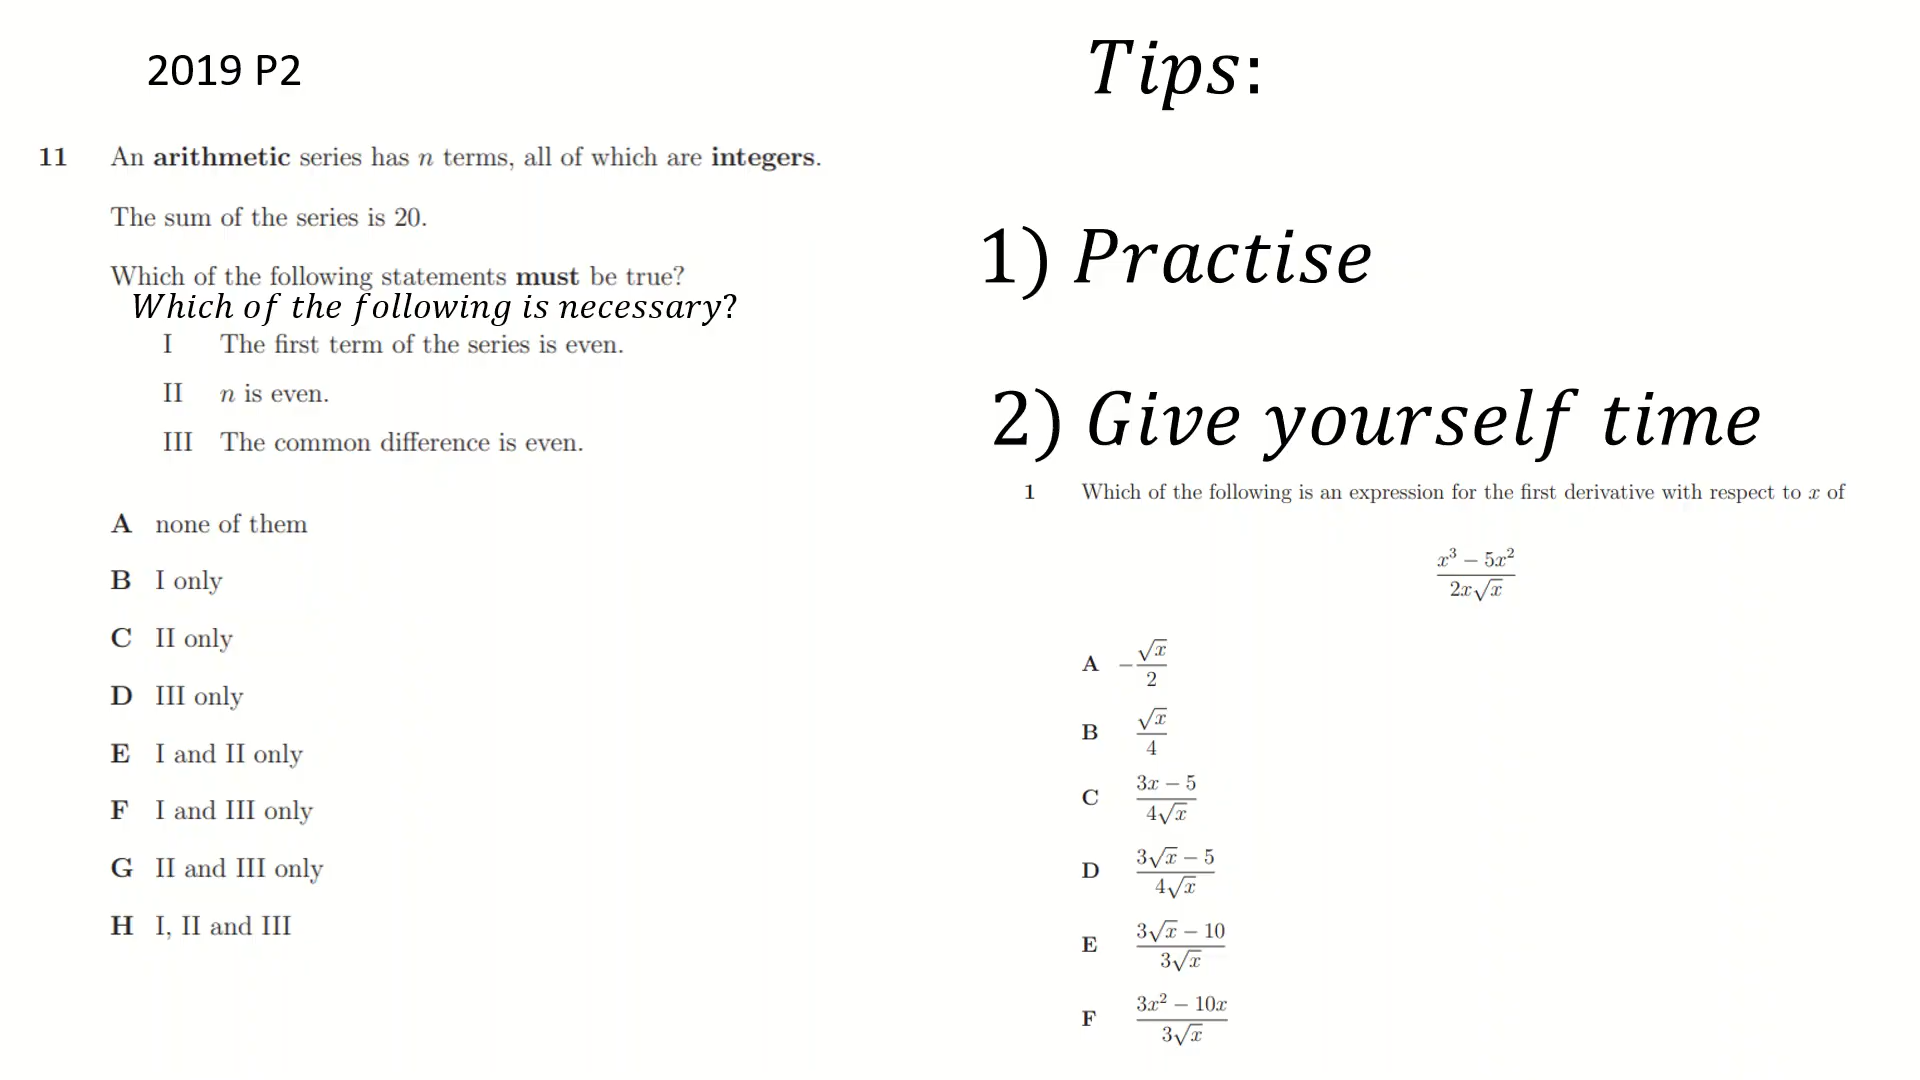 2019 P2
11 An arithmetic series has n terms, all of which are integers.
The sum of the series is 20.
Which of the following statements must be true?
Which of the following is necessary?
I The first term of the series is even.
II n is even.
III The common difference is even.
A none of them
B I only
C II only
D III only
E I and II only
F I and III only
G II and III only
H I, II and III
Tips:
1) Practise
2) Give yourself time
1 Which of the following is an expression for the first derivative with respect to x of
x³ − 5x²
2x√x
A −√x
2
B √x
4
C 3x − 5
4√x
D 3√x − 5
4√x
E 3√x − 10
3√x
F 3x² − 10x
3√x